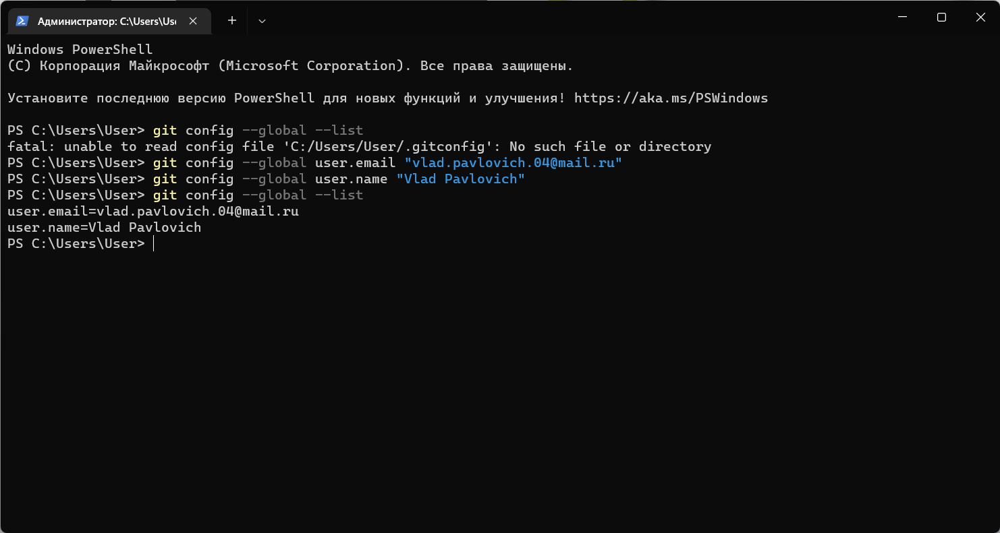 Администратор: C:\Users\Use
Windows PowerShell
(C) Корпорация Майкрософт (Microsoft Corporation). Все права защищены.
Установите последнюю версию PowerShell для новых функций и улучшения! https://aka.ms/PSWindows
PS C:\Users\User> git config --global --list
fatal: unable to read config file 'C:/Users/User/.gitconfig': No such file or directory
PS C:\Users\User> git config --global user.email "vlad.pavlovich.04@mail.ru"
PS C:\Users\User> git config --global user.name "Vlad Pavlovich"
PS C:\Users\User> git config --global --list
user.email=vlad.pavlovich.04@mail.ru
user.name=Vlad Pavlovich
PS C:\Users\User>